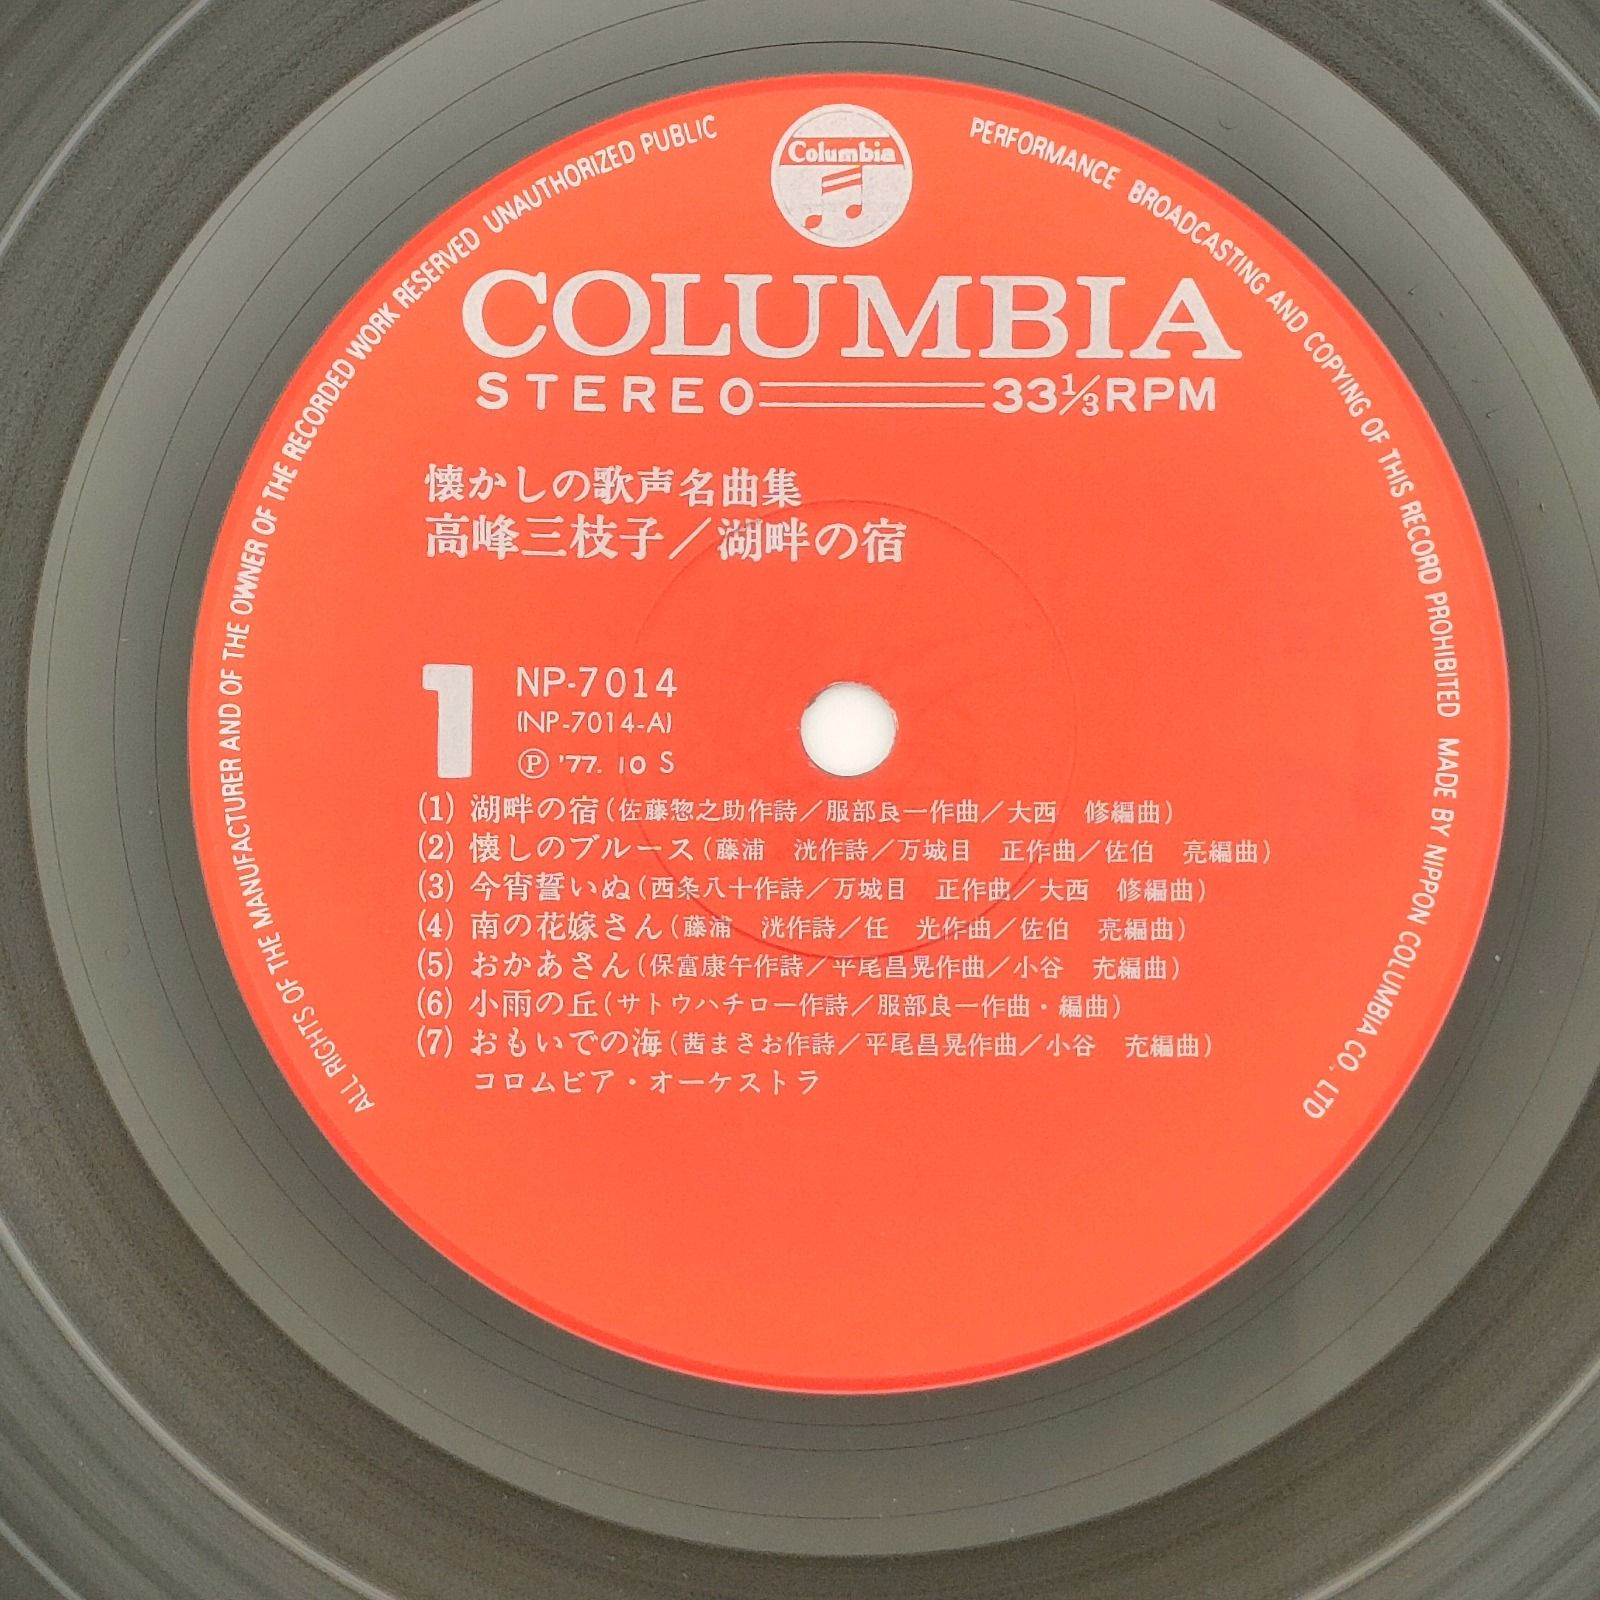 ALL RIGHTS OF THE MANUFACTURER AND OF THE OWNER OF THE RECORDED WORK RESERVED UNAUTHORIZED PUBLIC PERFORMANCE BROADCASTING AND COPYING OF THIS RECORD PROHIBITED MADE BY NIPPON COLUMBIA CO. LTD
Columbia
COLUMBIA
STEREO 33⅓RPM
懐かしの歌声名曲集
高峰三枝子／湖畔の宿
1 NP-7014
(NP-7014-A)
Ⓟ '77. 10 S
(1) 湖畔の宿(佐藤惣之助作詩／服部良一作曲／大西　修編曲)
(2) 懐しのブルース(藤浦　洸作詩／万城目　正作曲／佐伯　亮編曲)
(3) 今宵誓いぬ(西条八十作詩／万城目　正作曲／大西　修編曲)
(4) 南の花嫁さん(藤浦　洸作詩／任　光作曲／佐伯　亮編曲)
(5) おかあさん(保富康午作詩／平尾昌晃作曲／小谷　充編曲)
(6) 小雨の丘(サトウハチロー作詩／服部良一作曲・編曲)
(7) おもいでの海(茜まさお作詩／平尾昌晃作曲／小谷　充編曲)
コロムビア・オーケストラ